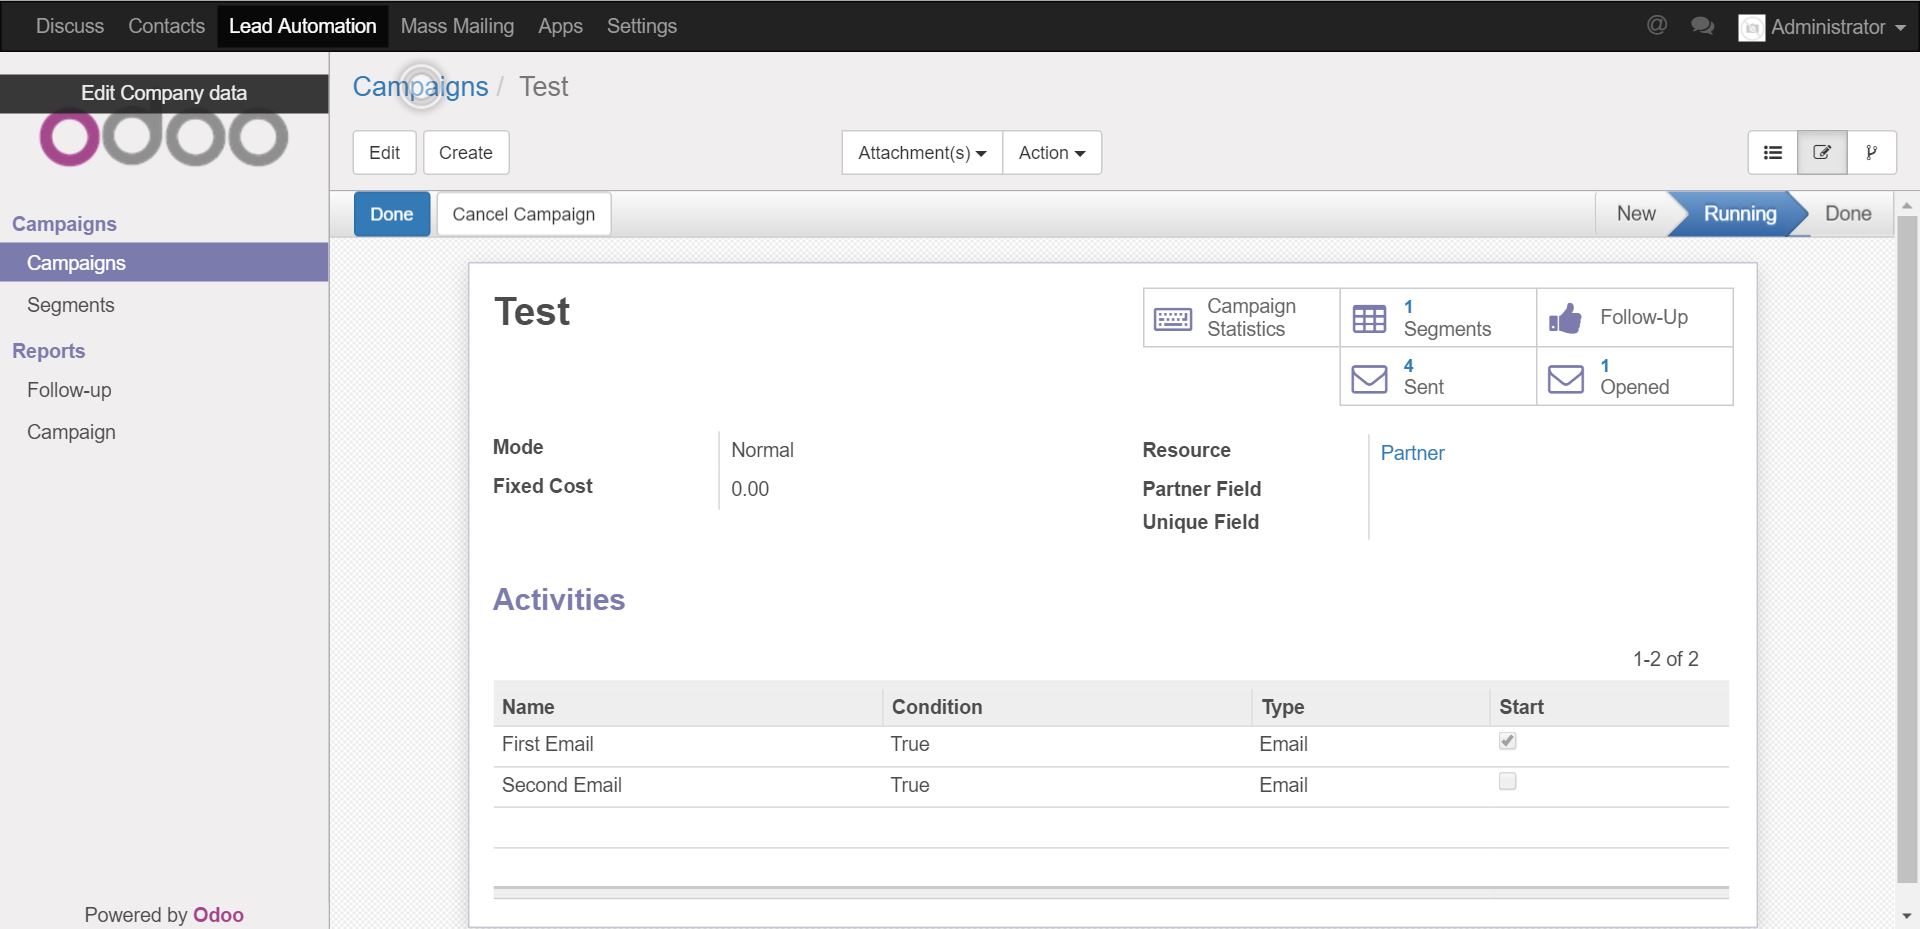 Discuss Contacts Lead Automation Mass Mailing Apps Settings @ Administrator
Edit Company data
odoo
Campaigns
Campaigns
Segments
Reports
Follow-up
Campaign
Powered by Odoo
Campaigns / Test
Edit Create Attachment(s) Action
Done Cancel Campaign New Running Done
Test
Campaign
Statistics
1
Segments
Follow-Up
4
Sent
1
Opened
Mode Normal
Fixed Cost 0.00
Resource Partner
Partner Field
Unique Field
Activities
1-2 of 2
Name Condition Type Start
First Email True Email
Second Email True Email